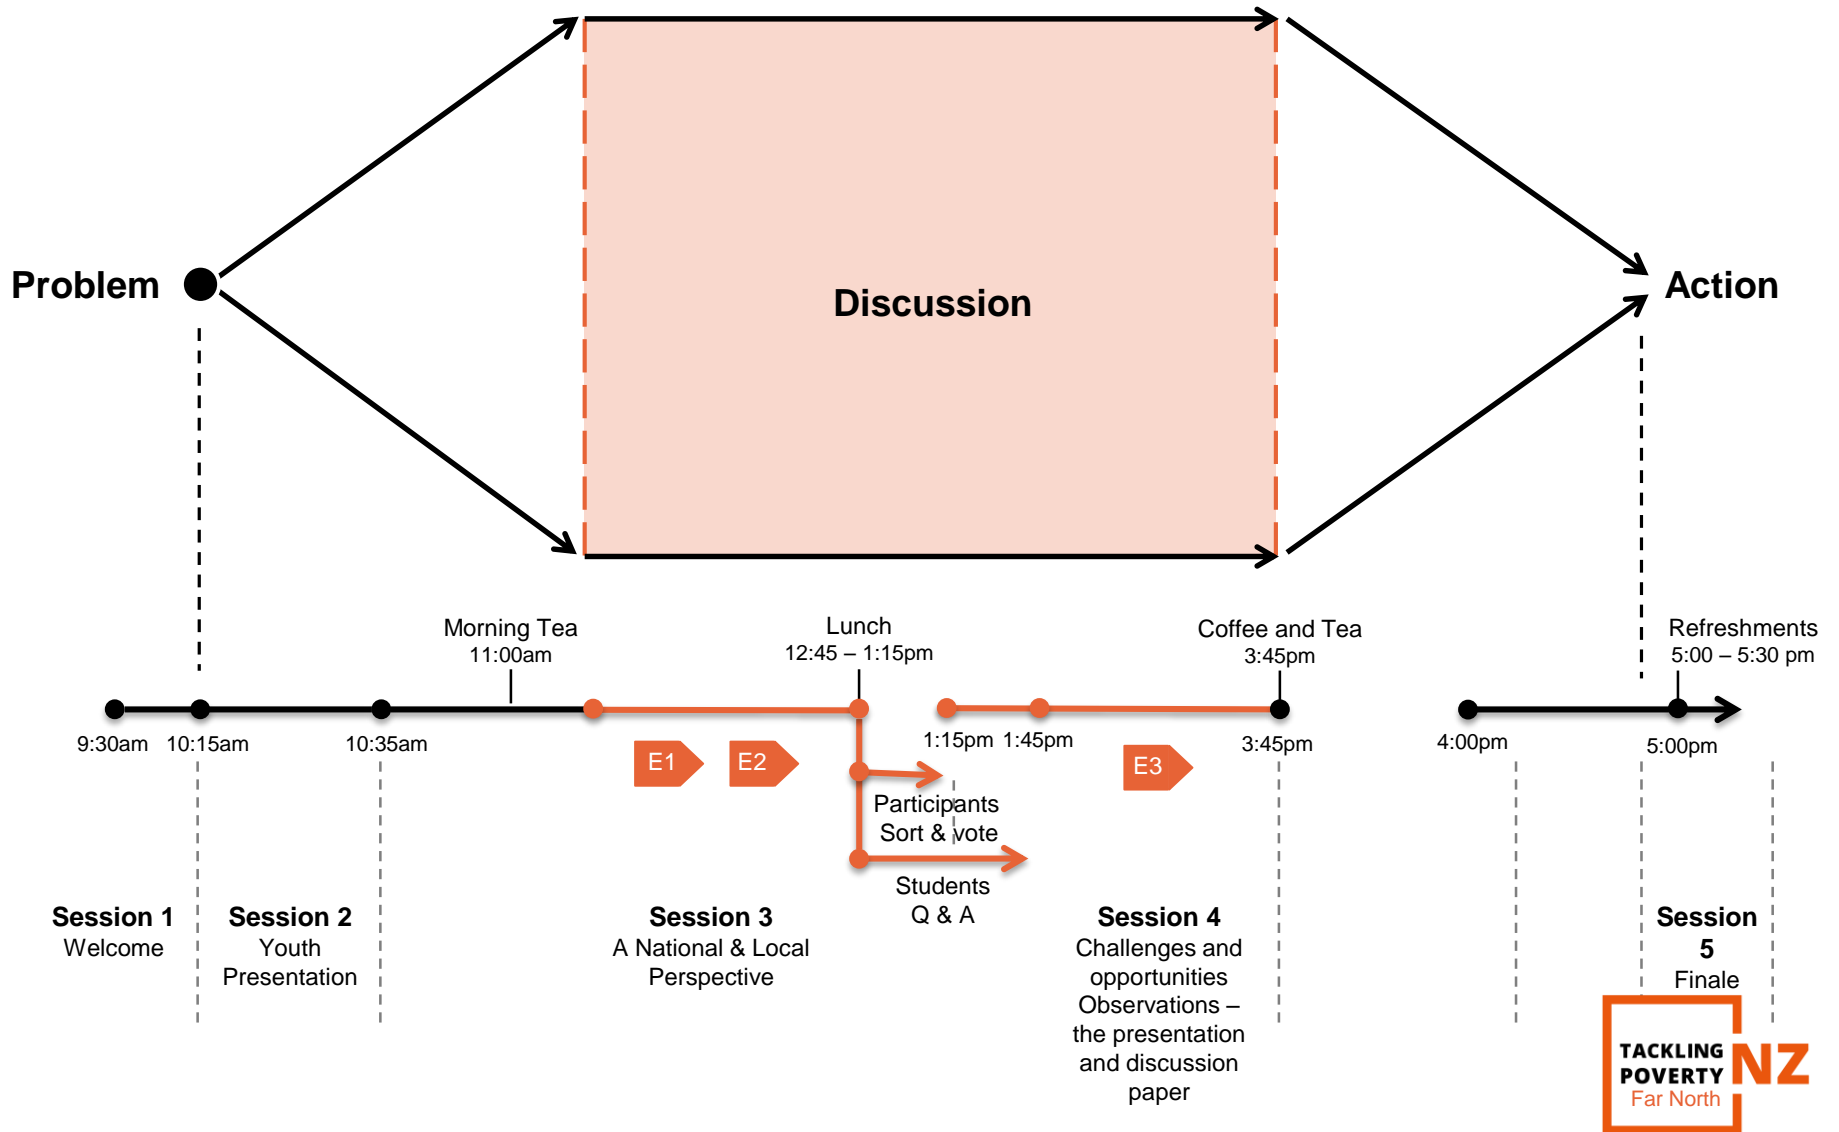 Problem
Discussion
Action
Morning Tea
11:00am
Lunch
12:45 – 1:15pm
Coffee and Tea
3:45pm
Refreshments
5:00 – 5:30 pm
9:30am
10:15am
10:35am
1:15pm
1:45pm
3:45pm
4:00pm
5:00pm
E1
E2
E3
Participants
Sort & vote
Students
Q & A
Session 1
Welcome
Session 2
Youth
Presentation
Session 3
A National & Local
Perspective
Session 4
Challenges and
opportunities
Observations –
the presentation
and discussion
paper
Session
5
Finale
TACKLING
POVERTY
NZ
Far North